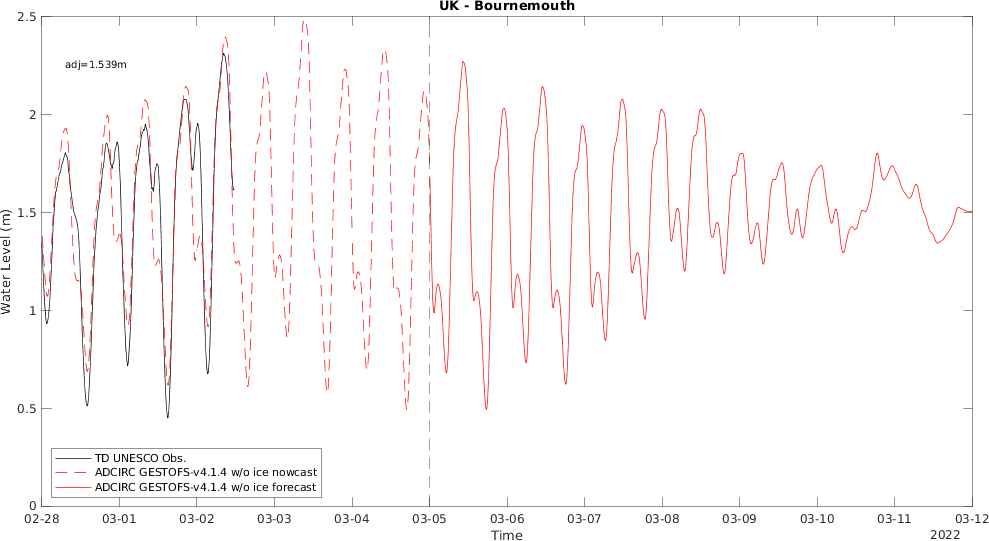 UK - Bournemouth
adj=1.539m
Water Level (m)
2.5
2
1.5
1
0.5
0
TD UNESCO Obs.
ADCIRC GESTOFS-v4.1.4 w/o ice nowcast
ADCIRC GESTOFS-v4.1.4 w/o ice forecast
02-28 03-01 03-02 03-03 03-04 03-05 03-06 03-07 03-08 03-09 03-10 03-11 03-12
Time
2022